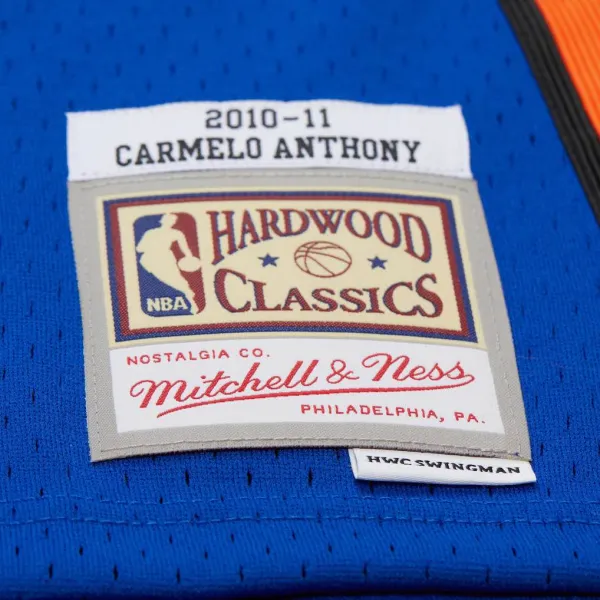 2010-11
CARMELO ANTHONY
HARDWOOD
CLASSICS
NBA
NOSTALGIA CO.
Mitchell & Ness
PHILADELPHIA, PA.
HWC SWINGMAN